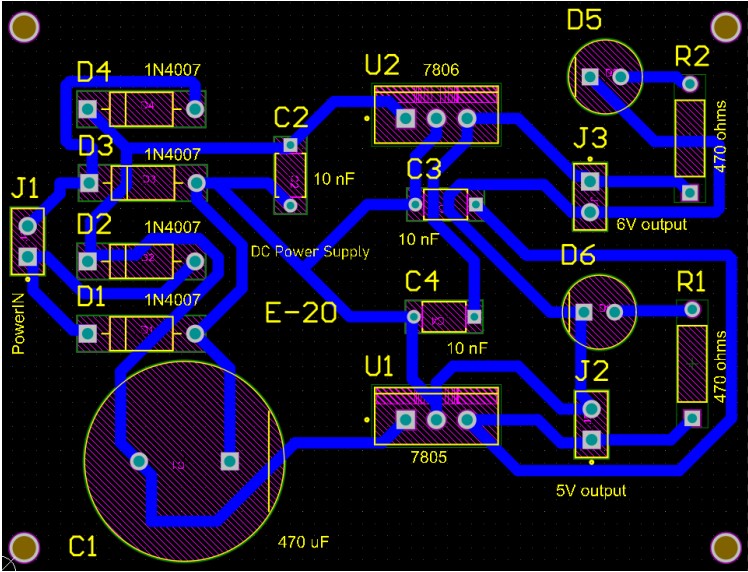 D4
1N4007
D3
1N4007
J1
D2
1N4007
D1
1N4007
PowerIN
C1
470 uF
C2
10 nF
DC Power Supply
E-20
U2
7806
C3
10 nF
C4
10 nF
U1
7805
D5
R2
470 ohms
J3
6V output
D6
R1
470 ohms
J2
5V output